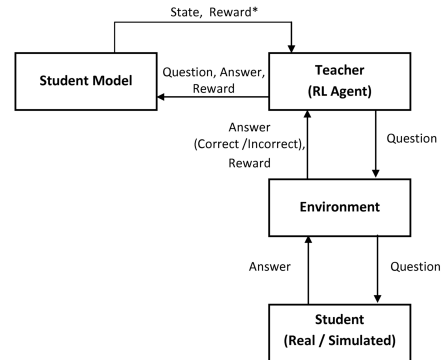 State, Reward*
Student Model
Question, Answer,
Reward
Teacher
(RL Agent)
Answer
(Correct /Incorrect),
Reward
Question
Environment
Answer
Question
Student
(Real / Simulated)